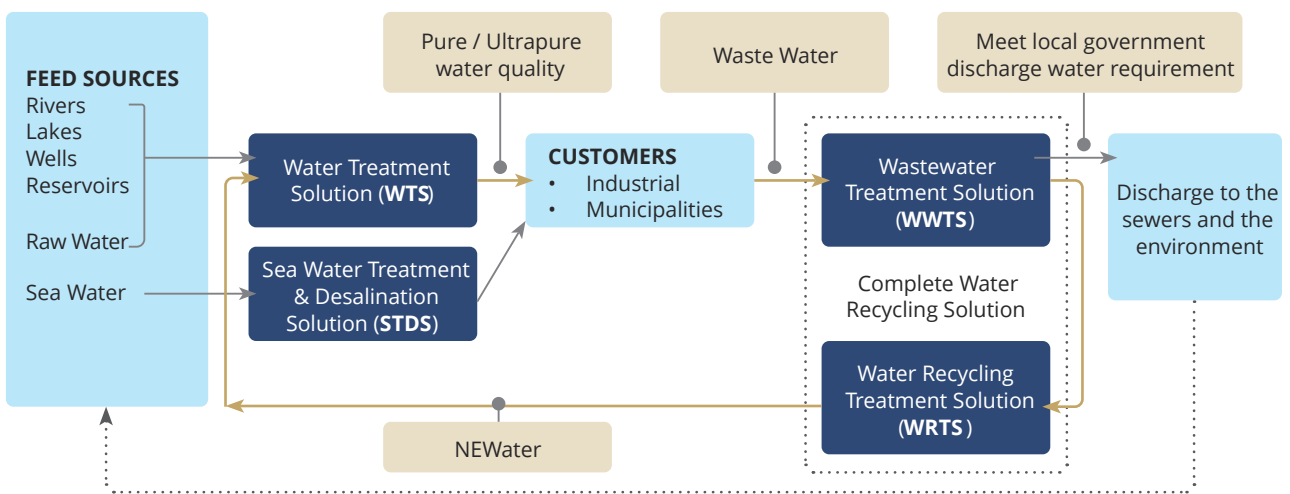 FEED SOURCES
Rivers
Lakes
Wells
Reservoirs
Raw Water
Sea Water
Pure / Ultrapure
water quality
Waste Water
Meet local government
discharge water requirement
Water Treatment
Solution (WTS)
CUSTOMERS
• Industrial
• Municipalities
Wastewater
Treatment Solution
(WWTS)
Discharge to the
sewers and the
environment
Sea Water Treatment
& Desalination
Solution (STDS)
Complete Water
Recycling Solution
Water Recycling
Treatment Solution
(WRTS )
NEWater